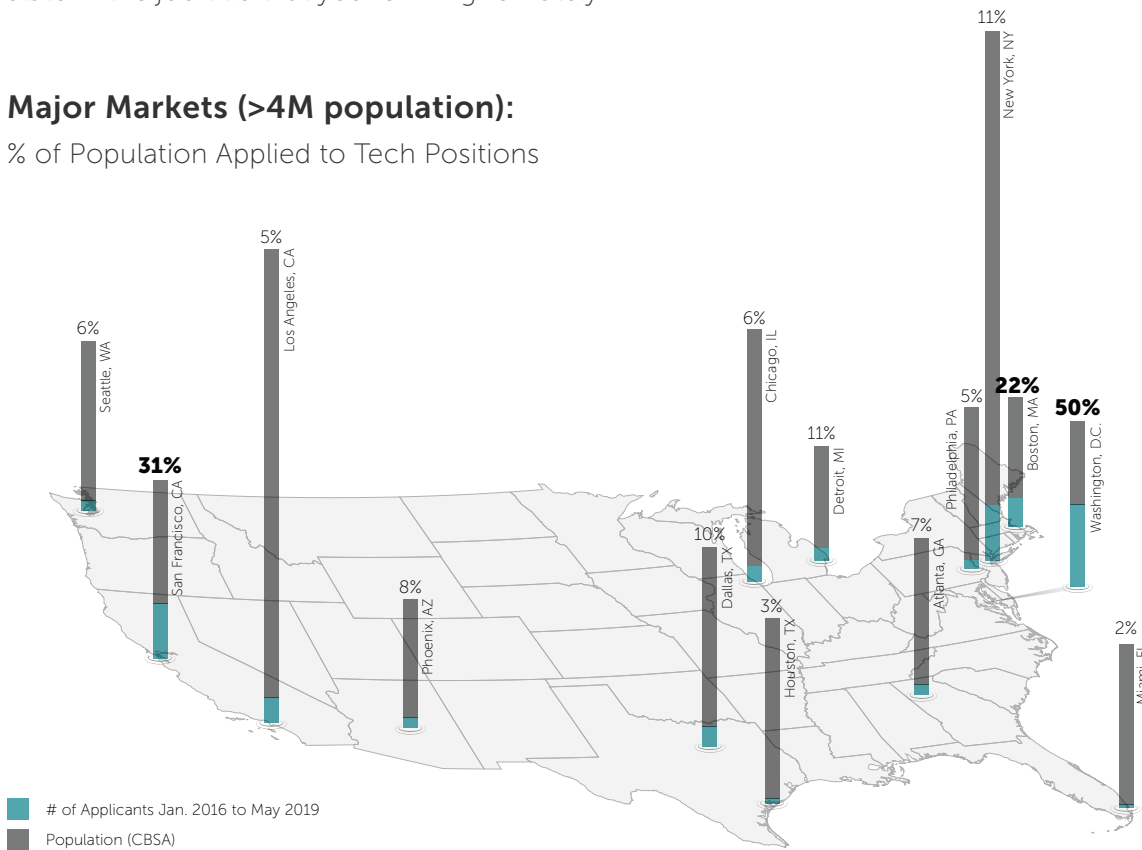 Major Markets (>4M population):
% of Population Applied to Tech Positions
11%
New York, NY
5%
Los Angeles, CA
6%
Seattle, WA
6%
Chicago, IL
31%
San Francisco, CA
11%
Detroit, MI
5%
Philadelphia, PA
22%
Boston, MA
50%
Washington, D.C.
10%
Dallas, TX
7%
Atlanta, GA
8%
Phoenix, AZ
3%
Houston, TX
2%
Miami, FL
# of Applicants Jan. 2016 to May 2019
Population (CBSA)